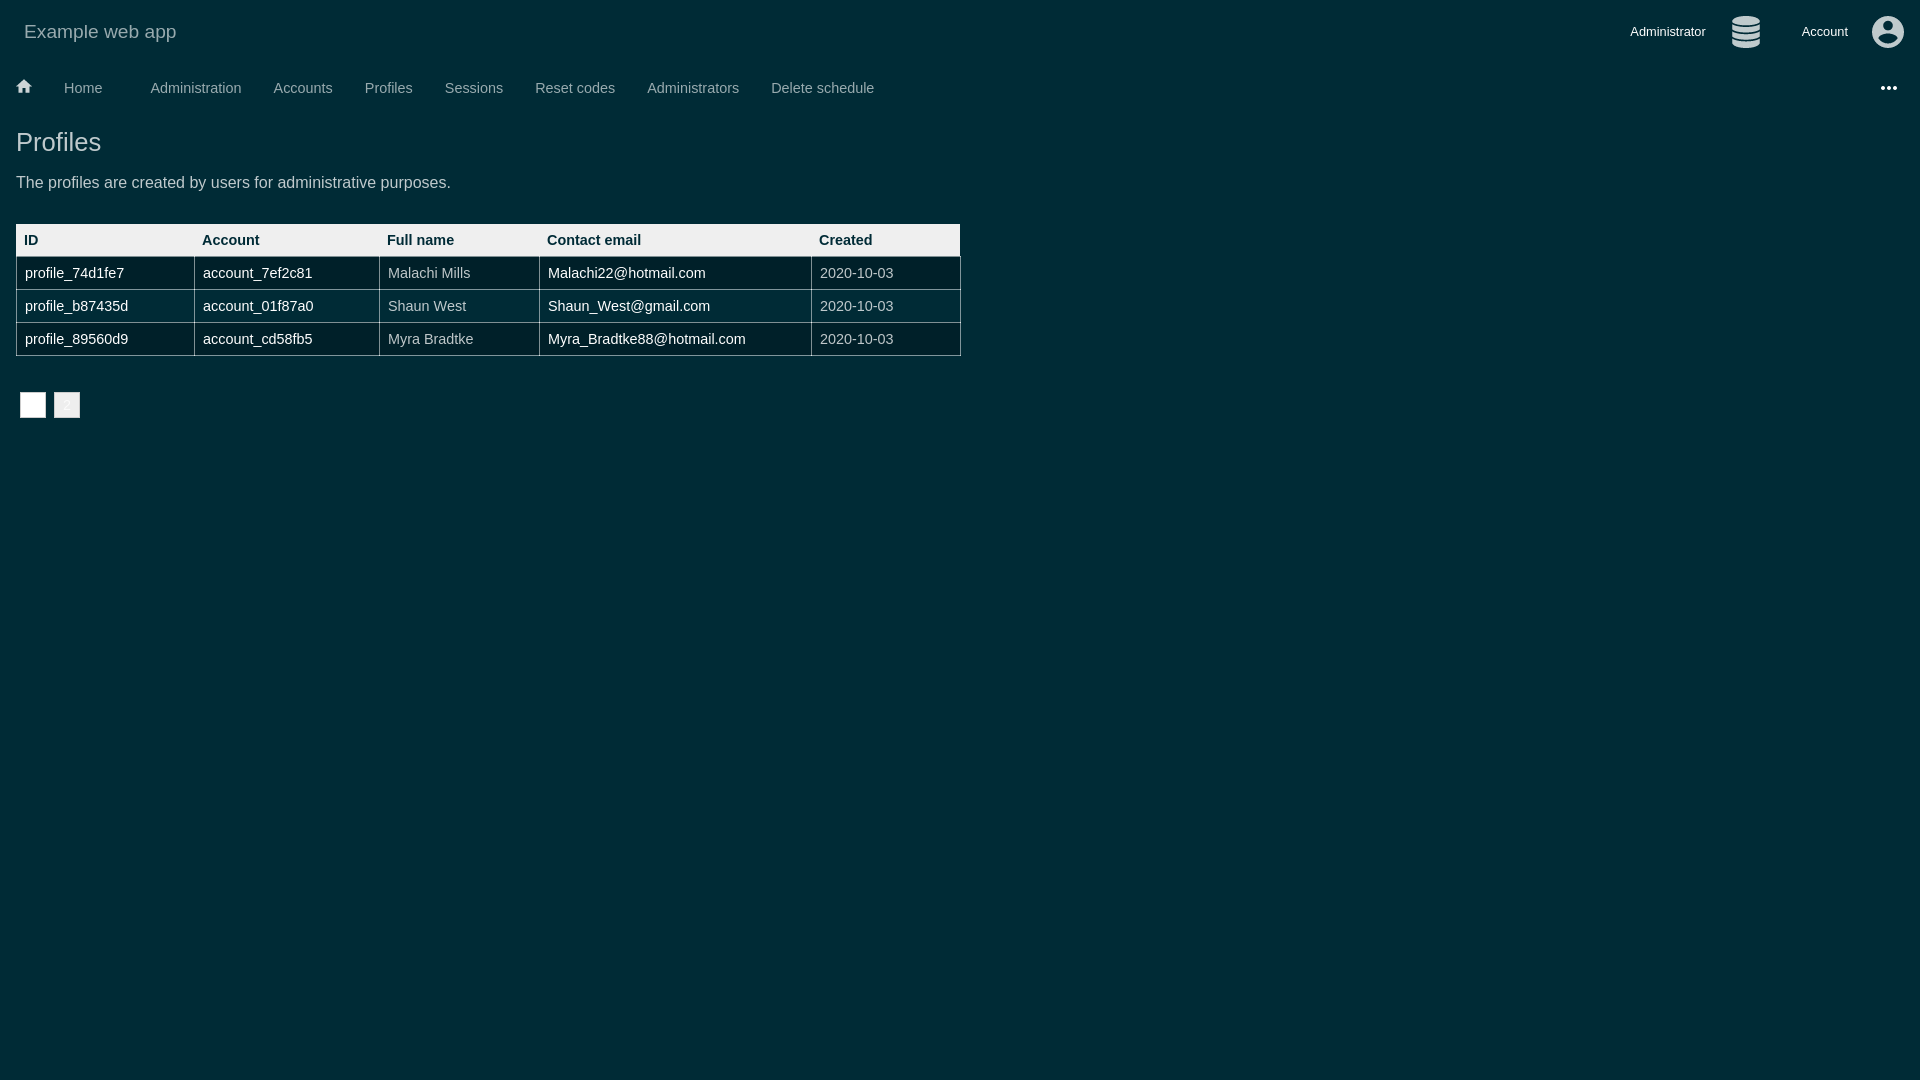 Example web app
Administrator
Account
Home
Administration
Accounts
Profiles
Sessions
Reset codes
Administrators
Delete schedule
Profiles
The profiles are created by users for administrative purposes.
ID Account Full name Contact email Created
profile_74d1fe7 account_7ef2c81 Malachi Mills Malachi22@hotmail.com 2020-10-03
profile_b87435d account_01f87a0 Shaun West Shaun_West@gmail.com 2020-10-03
profile_89560d9 account_cd58fb5 Myra Bradtke Myra_Bradtke88@hotmail.com 2020-10-03
2